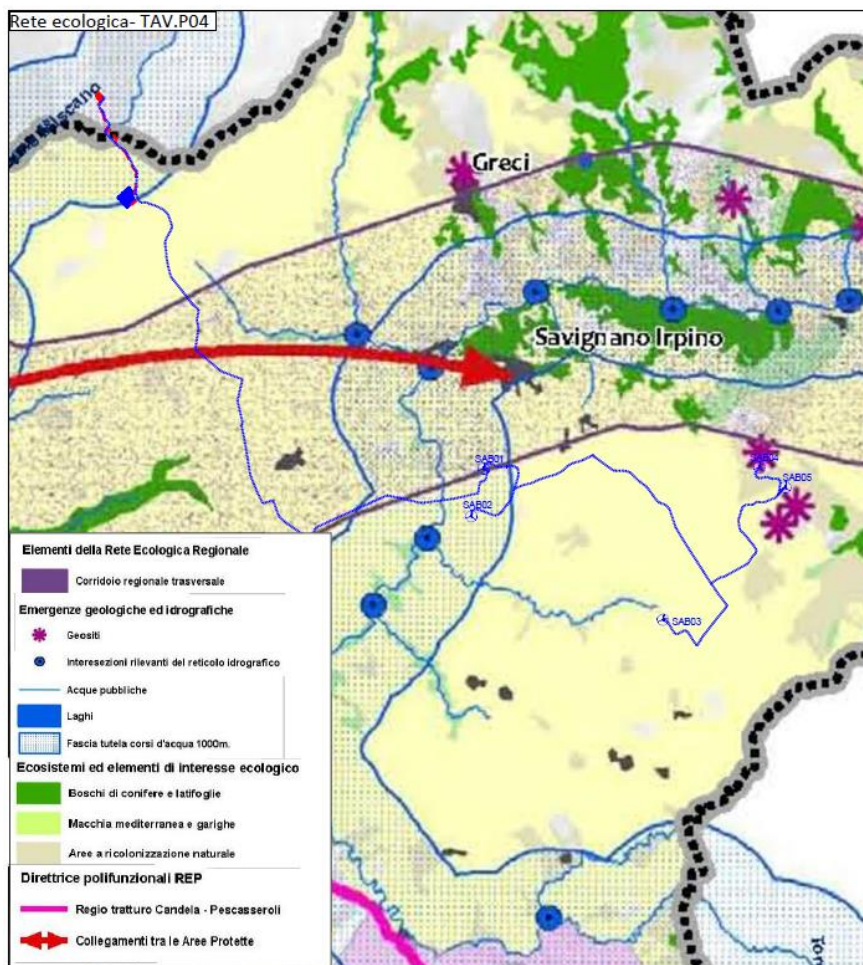 Rete ecologica- TAV.P04
Greci
Savignano Irpino
SAB01
SAB02
SAB04
SAB05
SAB03
Elementi della Rete Ecologica Regionale
Corridoio regionale trasversale
Emergenze geologiche ed idrografiche
Geositi
Interesezioni rilevanti del reticolo idrografico
Acque pubbliche
Laghi
Fascia tutela corsi d'acqua 1000m.
Ecosistemi ed elementi di interesse ecologico
Boschi di conifere e latifoglie
Macchia mediterranea e garighe
Aree a ricolonizzazione naturale
Direttrice polifunzionali REP
Regio tratturo Candela - Pescasseroli
Collegamenti tra le Aree Protette